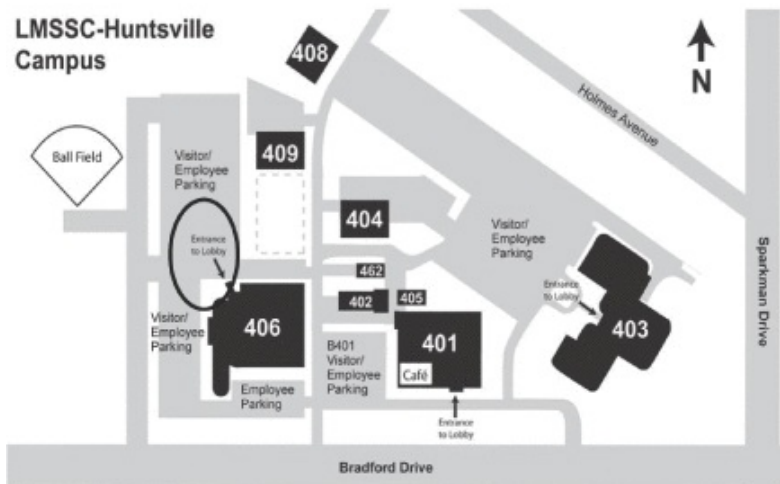 LMSSC-Huntsville
Campus
408
N
Holmes Avenue
Ball Field
Visitor/
Employee
Parking
409
404
Visitor/
Employee
Parking
Entrance
to Lobby
462
402
405
Entrance
to Lobby
403
Sparkman Drive
Visitor/
Employee
Parking
406
B401
Visitor/
Employee
Parking
401
Café
Employee
Parking
Entrance
to Lobby
Bradford Drive